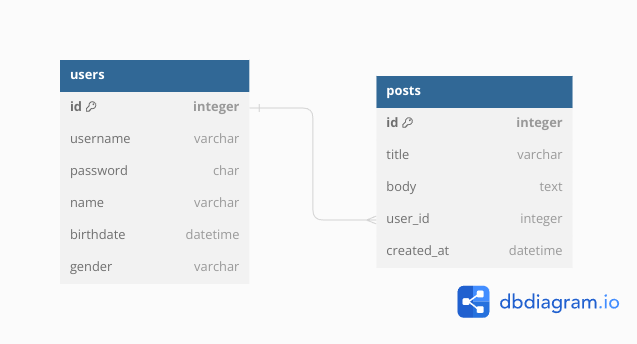 users
id integer
username varchar
password char
name varchar
birthdate datetime
gender varchar
posts
id integer
title varchar
body text
user_id integer
created_at datetime
dbdiagram.io